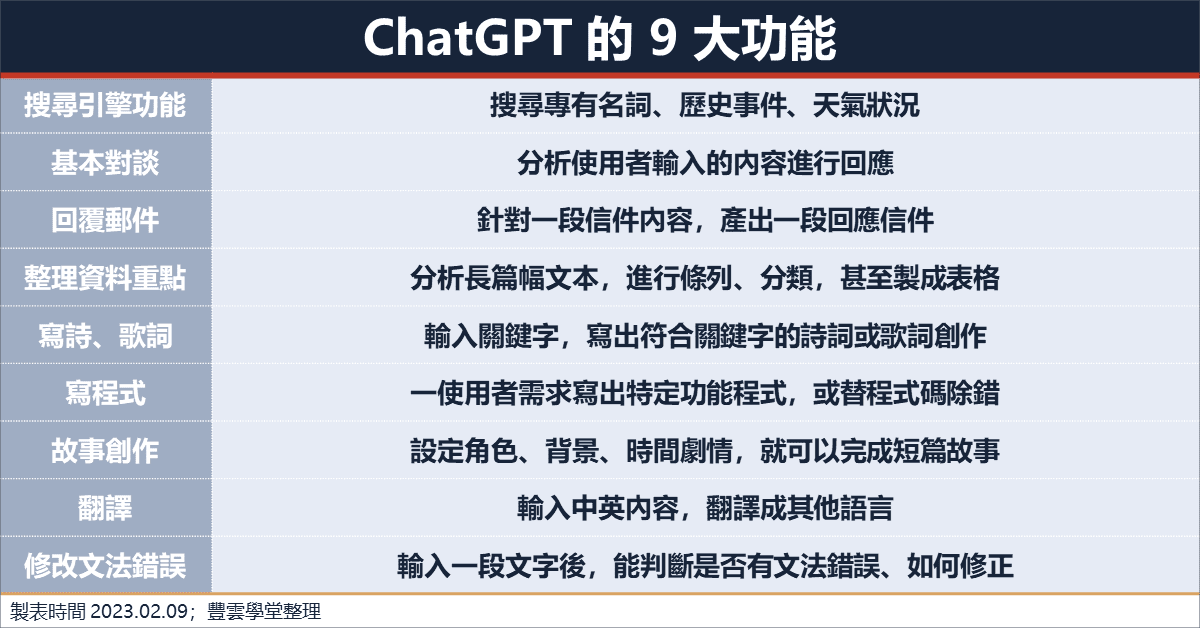 ChatGPT 的 9 大功能
搜尋引擎功能 搜尋專有名詞、歷史事件、天氣狀況
基本對談 分析使用者輸入的內容進行回應
回覆郵件 針對一段信件內容，產出一段回應信件
整理資料重點 分析長篇幅文本，進行條列、分類，甚至製成表格
寫詩、歌詞 輸入關鍵字，寫出符合關鍵字的詩詞或歌詞創作
寫程式 一使用者需求寫出特定功能程式，或替程式碼除錯
故事創作 設定角色、背景、時間劇情，就可以完成短篇故事
翻譯 輸入中英內容，翻譯成其他語言
修改文法錯誤 輸入一段文字後，能判斷是否有文法錯誤、如何修正
製表時間 2023.02.09；豐雲學堂整理